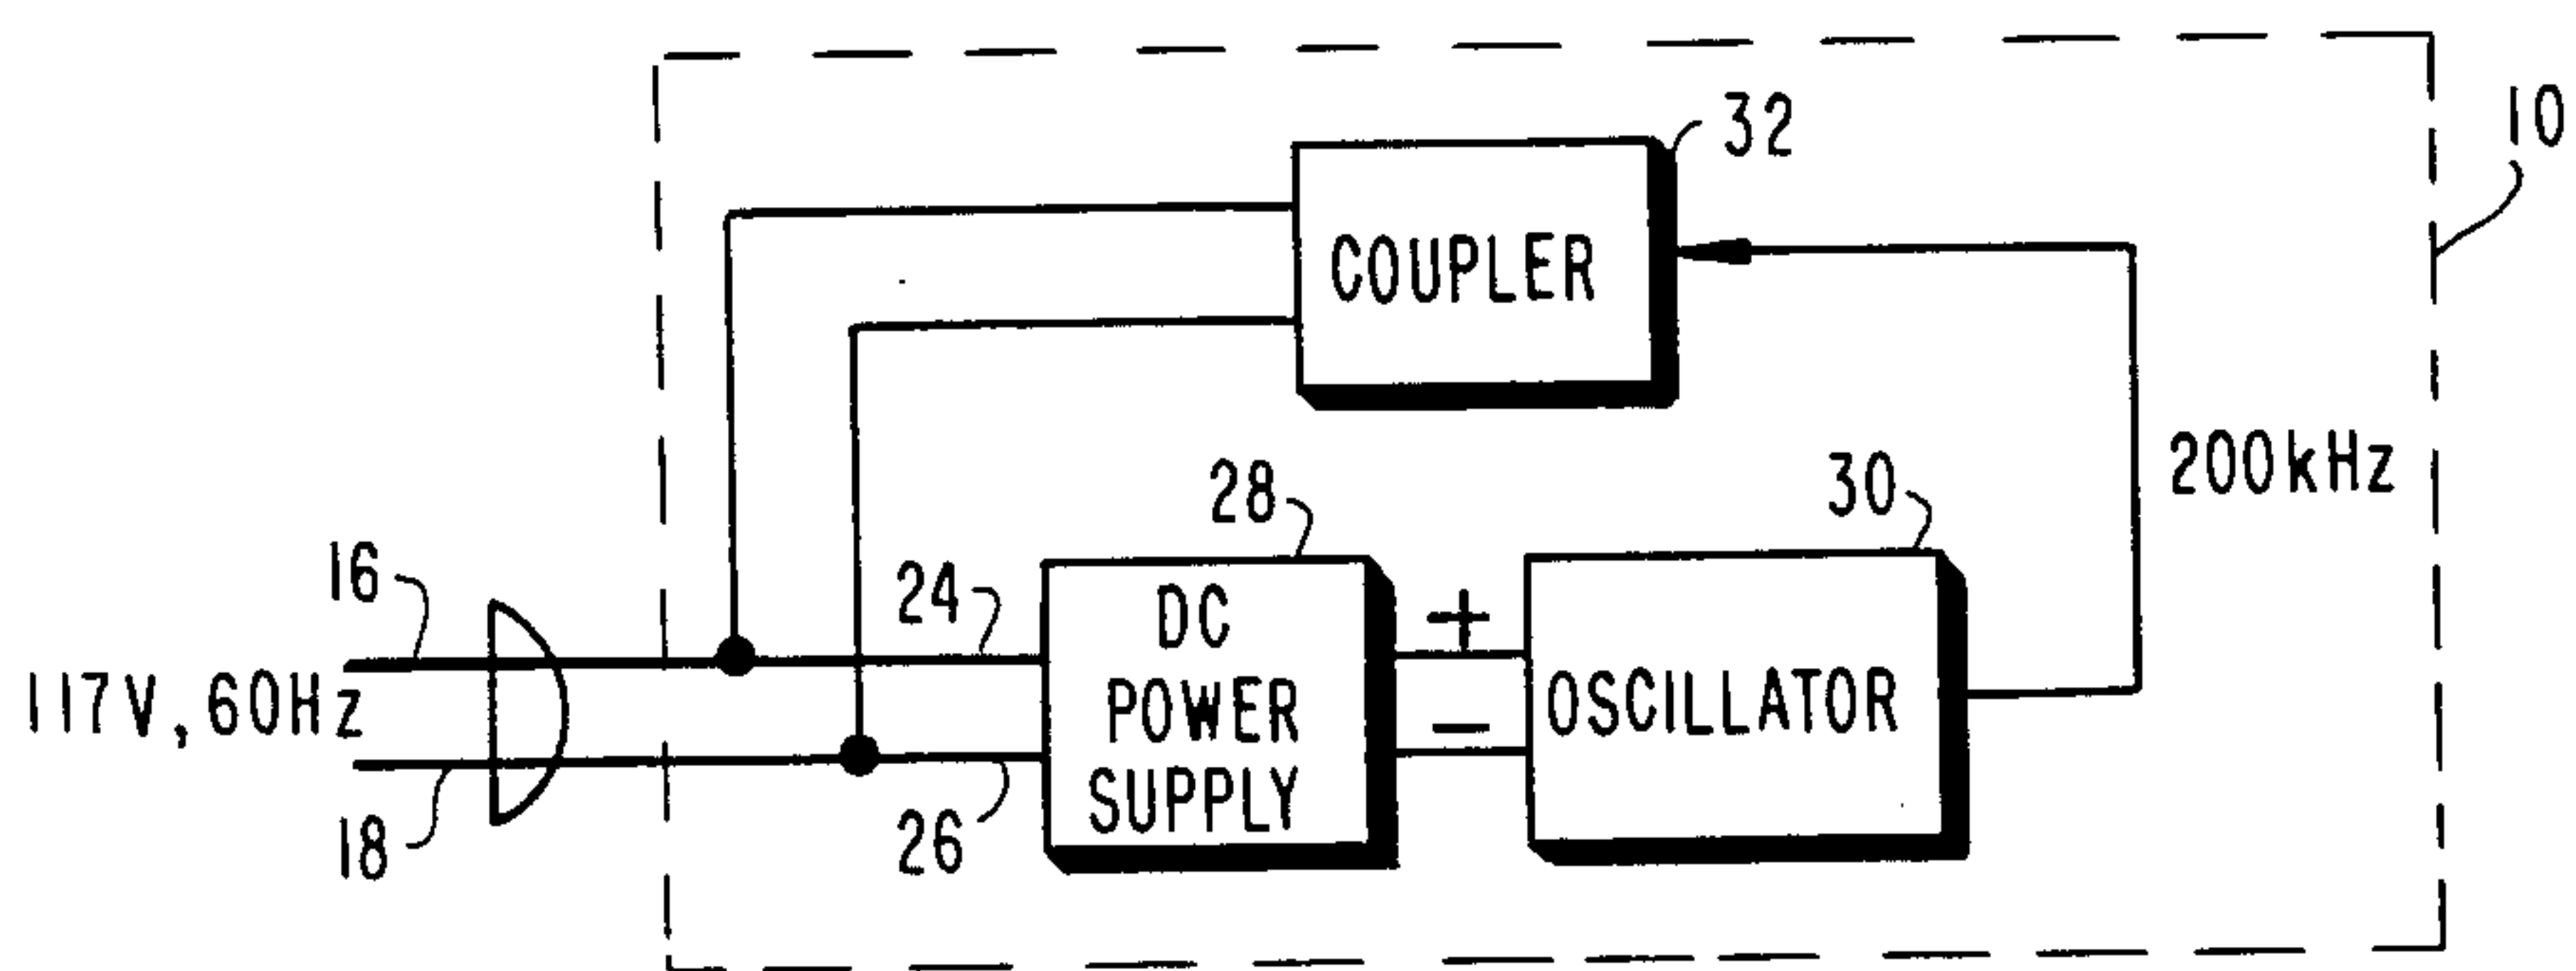 10
32
COUPLER
200kHz
28
30
16
24
DC
POWER
SUPPLY
+
−
OSCILLATOR
117V, 60Hz
18
26